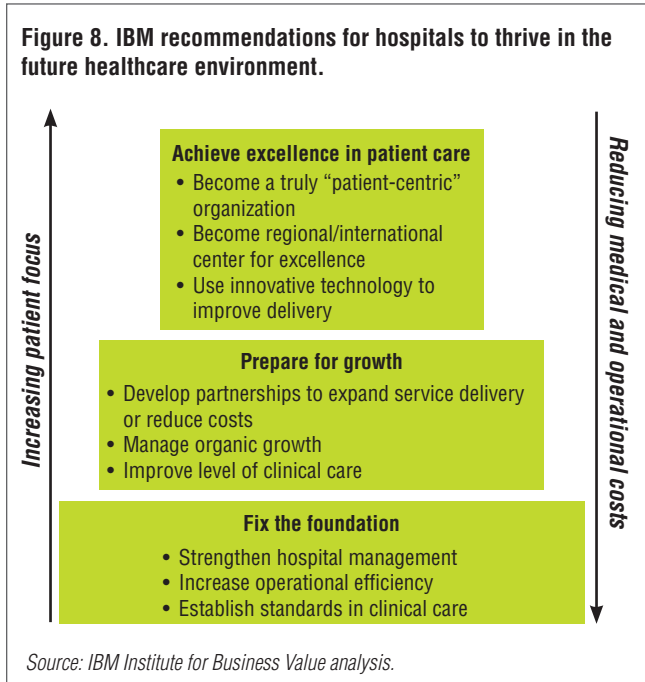 Figure 8. IBM recommendations for hospitals to thrive in the
future healthcare environment.
Increasing patient focus
Achieve excellence in patient care
• Become a truly “patient-centric”
organization
• Become regional/international
center for excellence
• Use innovative technology to
improve delivery
Prepare for growth
• Develop partnerships to expand service delivery
or reduce costs
• Manage organic growth
• Improve level of clinical care
Fix the foundation
• Strengthen hospital management
• Increase operational efficiency
• Establish standards in clinical care
Reducing medical and operational costs
Source: IBM Institute for Business Value analysis.